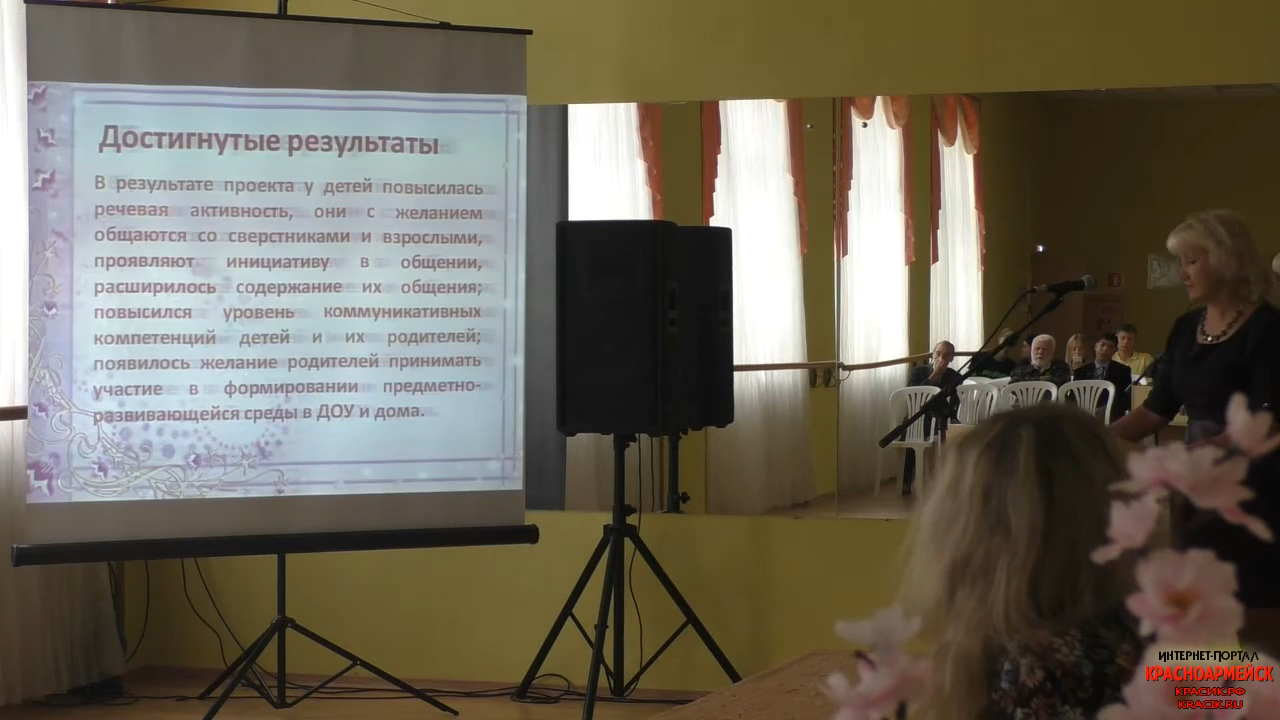 Достигнутые результаты
В результате проекта у детей повысилась
речевая активность, они с желанием
общаются со сверстниками и взрослыми,
проявляют инициативу в общении,
расширилось содержание их общения;
повысился уровень коммуникативных
компетенций детей и их родителей;
появилось желание родителей принимать
участие в формировании предметно-
развивающейся среды в ДОУ и дома.
ИНТЕРНЕТ-ПОРТАЛ
КРАСНОАРМЕЙСК
КРАСИК.РФ
KRACIK.RU